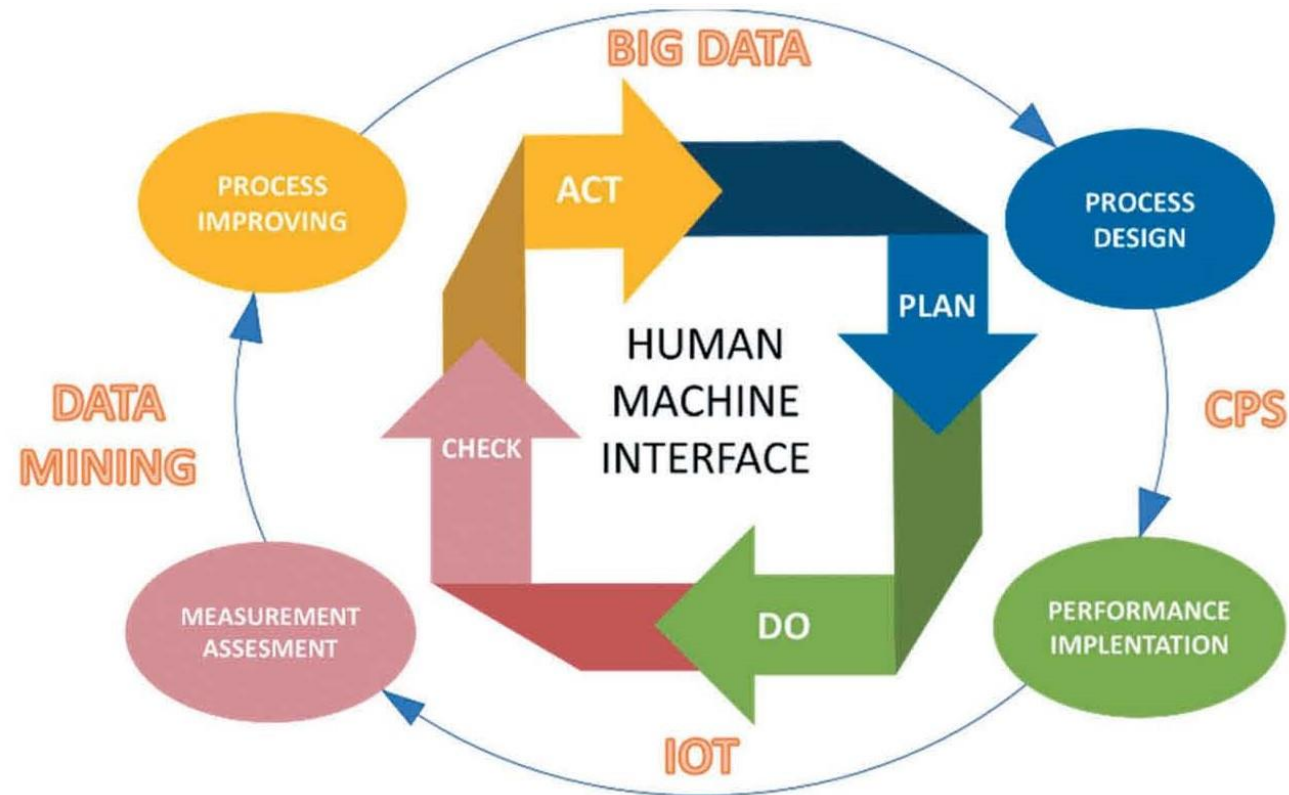 BIG DATA
PROCESS
IMPROVING
ACT
PROCESS
DESIGN
PLAN
HUMAN
MACHINE
INTERFACE
DATA
MINING
CPS
CHECK
MEASUREMENT
ASSESMENT
DO
PERFORMANCE
IMPLENTATION
IOT